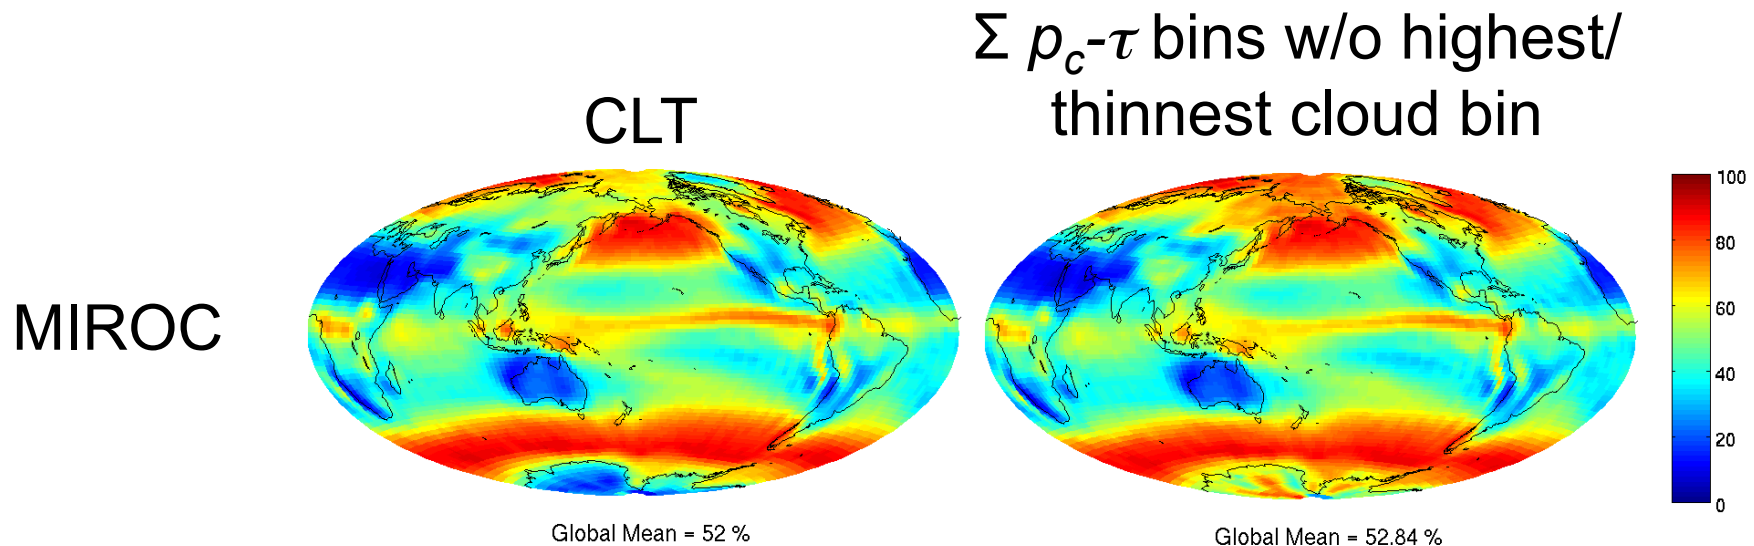 Σ p_c-τ bins w/o highest/
thinnest cloud bin
CLT
MIROC
100
80
60
40
20
0
Global Mean = 52 %
Global Mean = 52.84 %